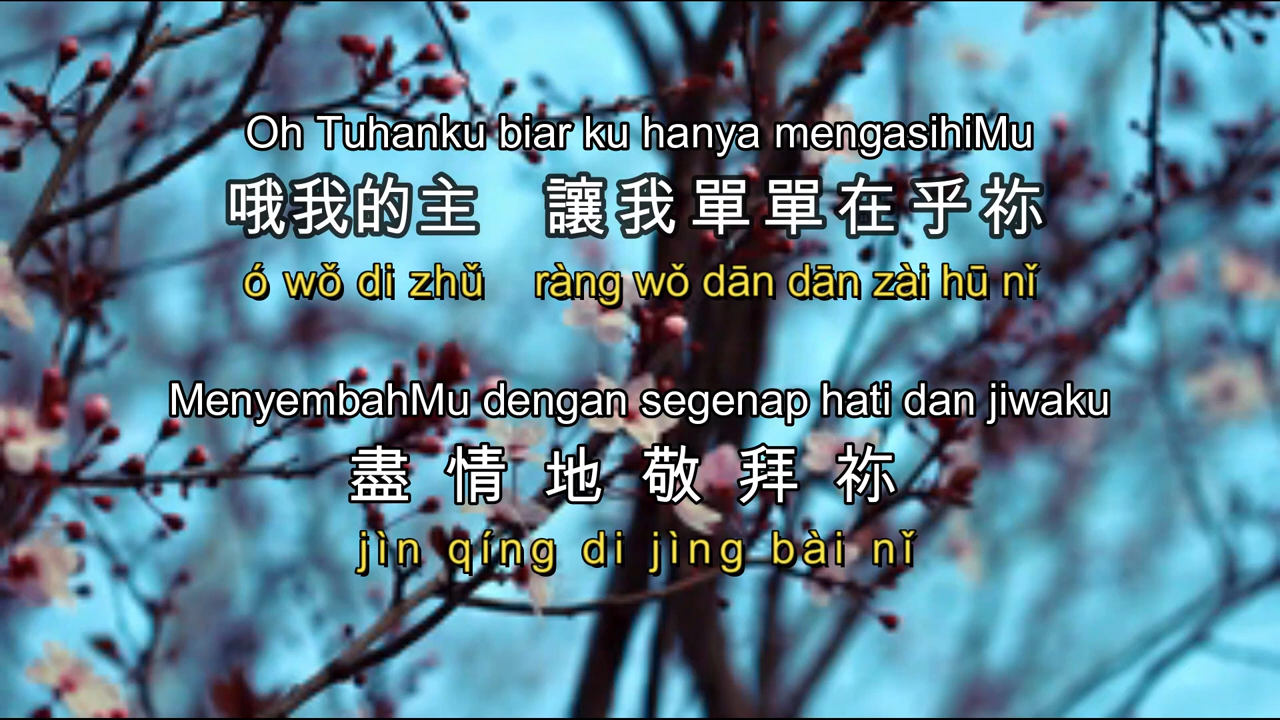 Oh Tuhanku biar ku hanya mengasihiMu
哦我的主 讓我單單在乎祢
ó wǒ di zhǔ ràng wǒ dān dān zài hū nǐ
MenyembahMu dengan segenap hati dan jiwaku
盡情地敬拜祢
jìn qíng di jìng bài nǐ